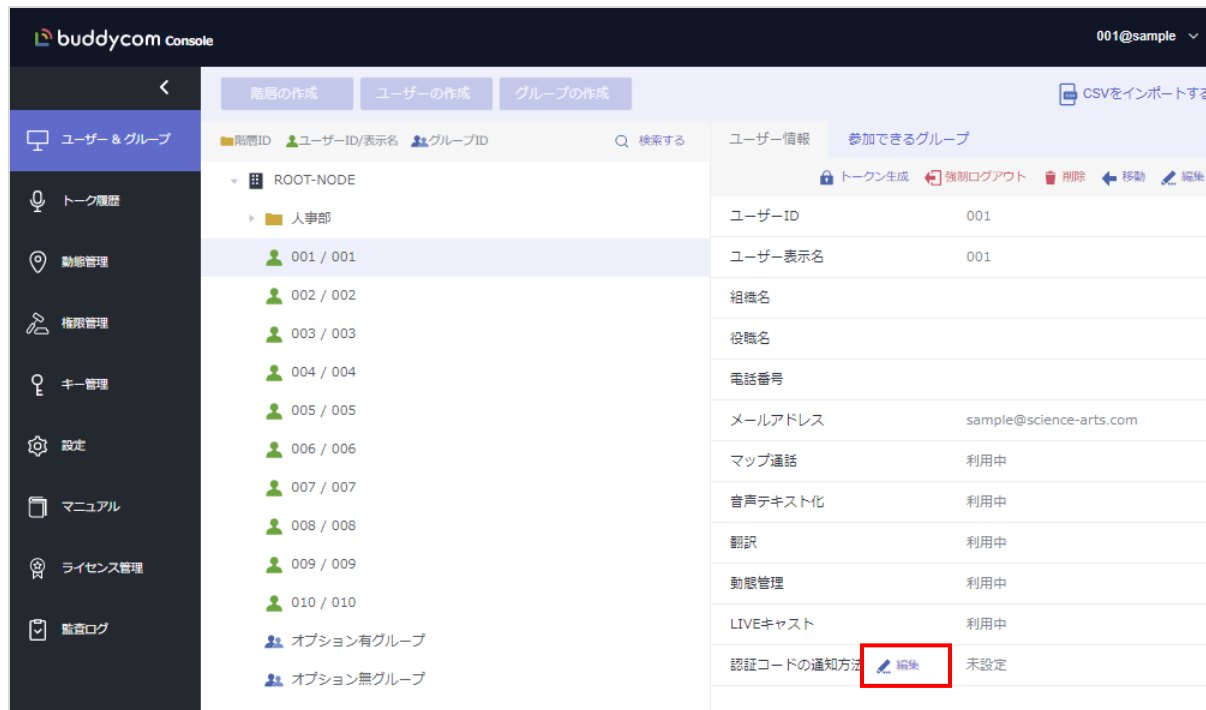 buddycom Console
001@sample
階層の作成 ユーザーの作成 グループの作成
CSVをインポートする
ユーザー & グループ
トーク履歴
動態管理
権限管理
キー管理
設定
マニュアル
ライセンス管理
監査ログ
階層ID ユーザーID/表示名 グループID 検索する
ROOT-NODE
人事部
001 / 001
002 / 002
003 / 003
004 / 004
005 / 005
006 / 006
007 / 007
008 / 008
009 / 009
010 / 010
オプション有グループ
オプション無グループ
ユーザー情報 参加できるグループ
トークン生成 強制ログアウト 削除 移動 編集
ユーザーID 001
ユーザー表示名 001
組織名
役職名
電話番号
メールアドレス sample@science-arts.com
マップ通話 利用中
音声テキスト化 利用中
翻訳 利用中
動態管理 利用中
LIVEキャスト 利用中
認証コードの通知方法 編集 未設定